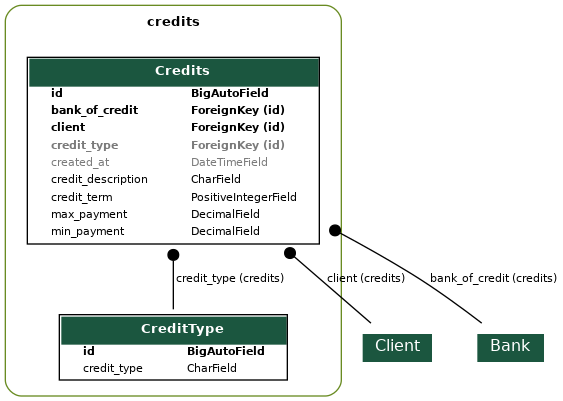 credits
Credits
id BigAutoField
bank_of_credit ForeignKey (id)
client ForeignKey (id)
credit_type ForeignKey (id)
created_at DateTimeField
credit_description CharField
credit_term PositiveIntegerField
max_payment DecimalField
min_payment DecimalField
credit_type (credits) client (credits) bank_of_credit (credits)
CreditType
id BigAutoField
credit_type CharField
Client
Bank